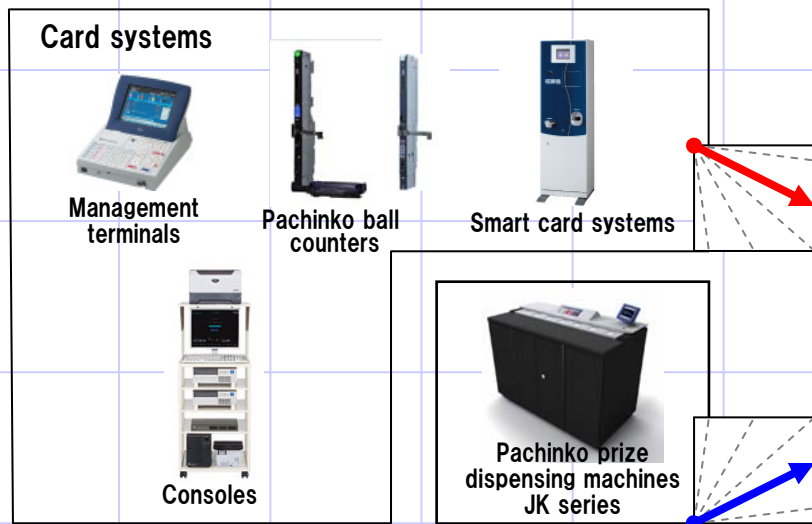 Card systems
Management
terminals
Pachinko ball
counters
Smart card systems
Consoles
Pachinko prize
dispensing machines
JK series